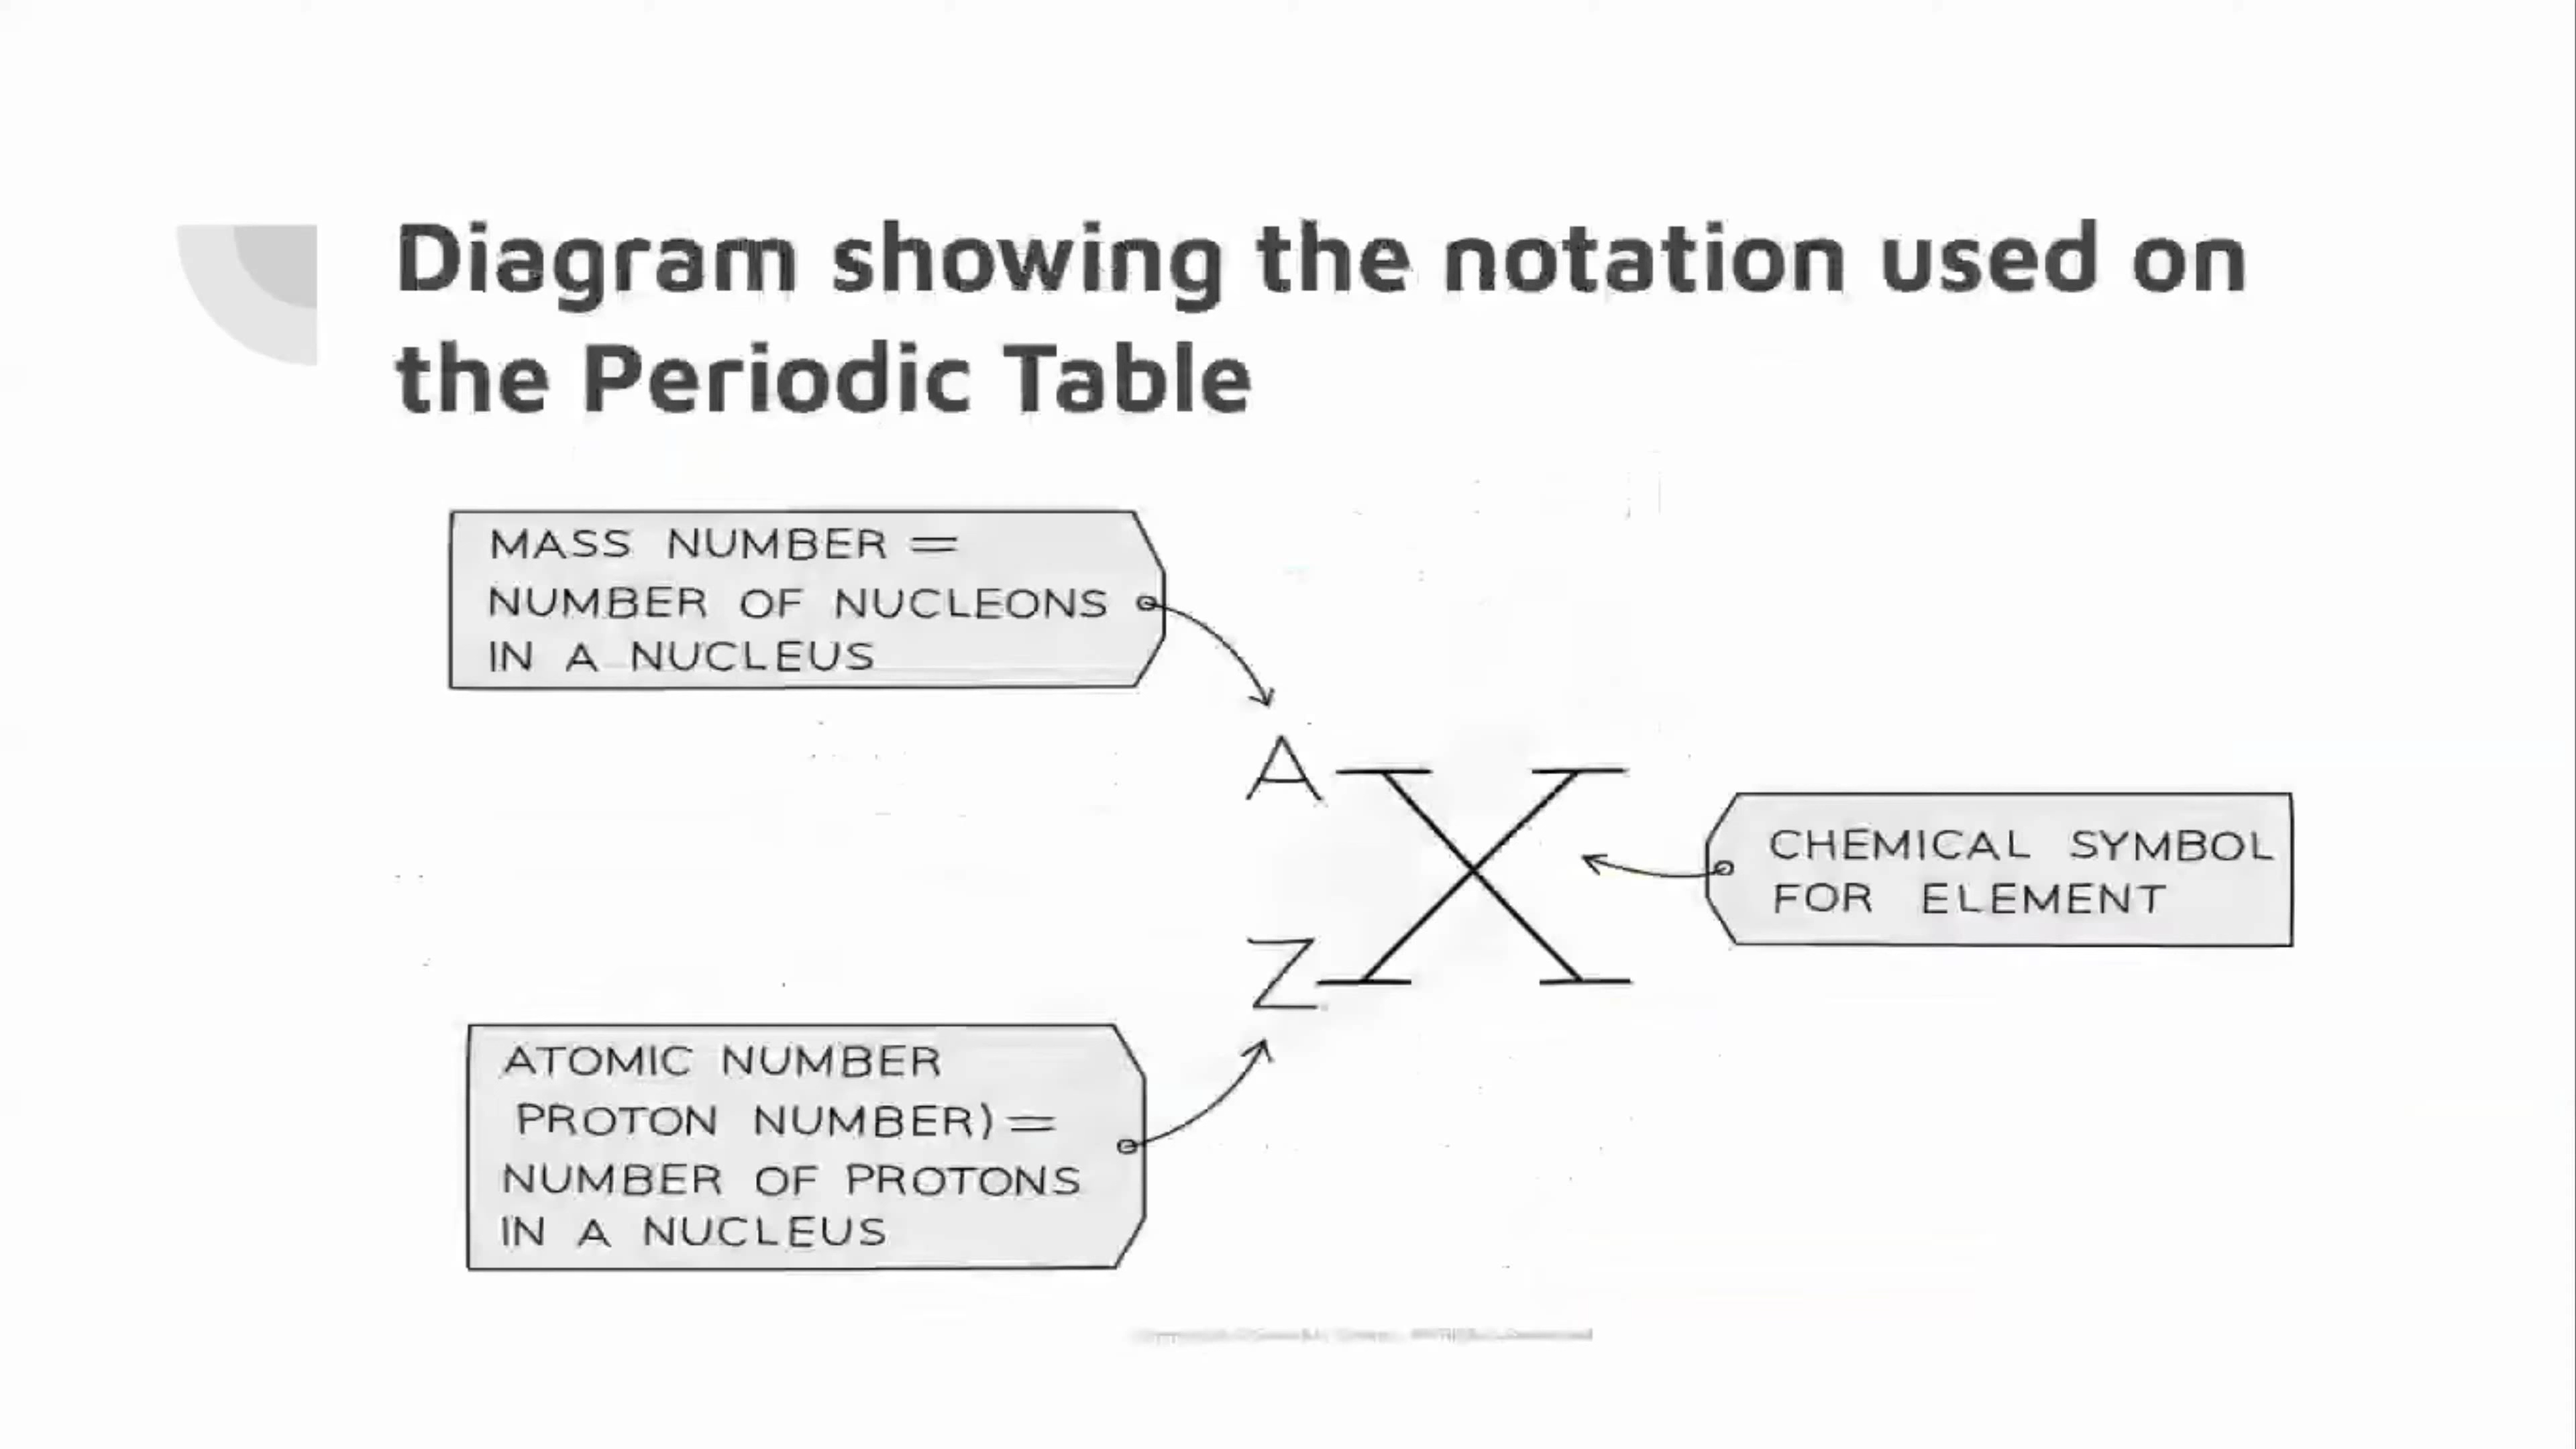 Diagram showing the notation used on
the Periodic Table
MASS NUMBER =
NUMBER OF NUCLEONS
IN A NUCLEUS
A
X
CHEMICAL SYMBOL
FOR ELEMENT
Z
ATOMIC NUMBER
PROTON NUMBER) =
NUMBER OF PROTONS
IN A NUCLEUS